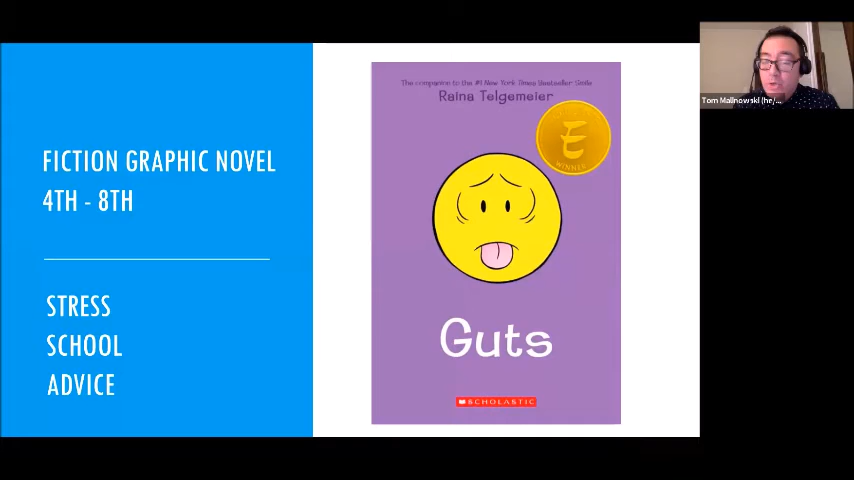 FICTION GRAPHIC NOVEL
4TH - 8TH
STRESS
SCHOOL
ADVICE
The companion to the #1 New York Times Bestseller Smile
Raina Telgemeier
E
WINNER
Guts
SCHOLASTIC
Tom Malinowski (he/...